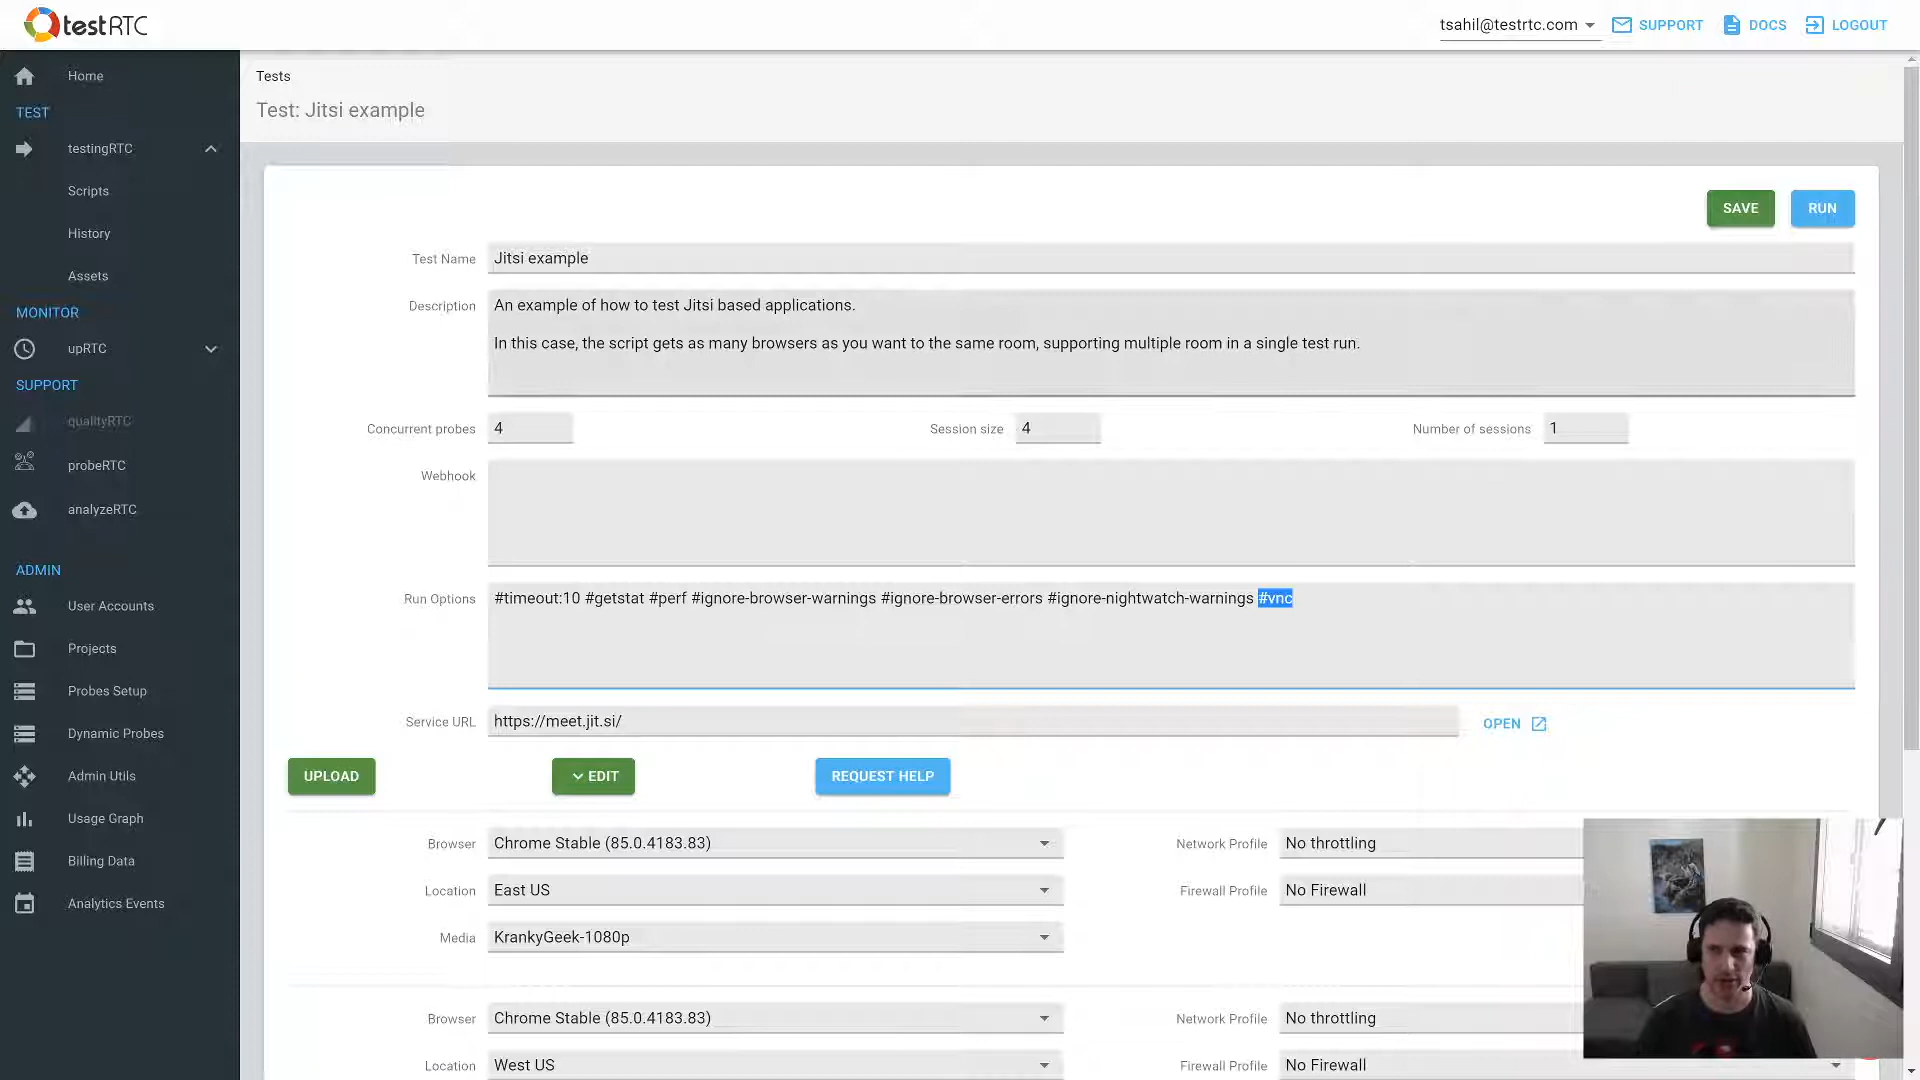 testRTC
tsahil@testrtc.com
SUPPORT
DOCS
LOGOUT
Home
TEST
testingRTC
Scripts
History
Assets
MONITOR
upRTC
SUPPORT
qualityRTC
probeRTC
analyzeRTC
ADMIN
User Accounts
Projects
Probes Setup
Dynamic Probes
Admin Utils
Usage Graph
Billing Data
Analytics Events
Tests
Test: Jitsi example
SAVE
RUN
Test Name
Jitsi example
Description
An example of how to test Jitsi based applications.
In this case, the script gets as many browsers as you want to the same room, supporting multiple room in a single test run.
Concurrent probes
4
Session size
4
Number of sessions
1
Webhook
Run Options
#timeout:10 #getstat #perf #ignore-browser-warnings #ignore-browser-errors #ignore-nightwatch-warnings #vnc
Service URL
https://meet.jit.si/
OPEN
UPLOAD
EDIT
REQUEST HELP
Browser
Chrome Stable (85.0.4183.83)
Network Profile
No throttling
Location
East US
Firewall Profile
No Firewall
Media
KrankyGeek-1080p
Browser
Chrome Stable (85.0.4183.83)
Network Profile
No throttling
Location
West US
Firewall Profile
No Firewall